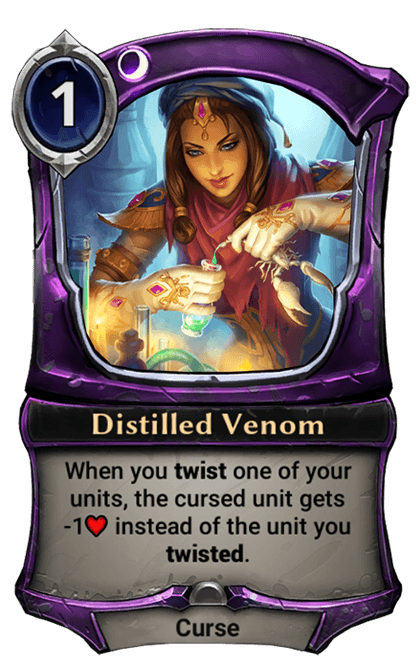 1
Distilled Venom
When you twist one of your
units, the cursed unit gets
-1❤ instead of the unit you
twisted.
Curse